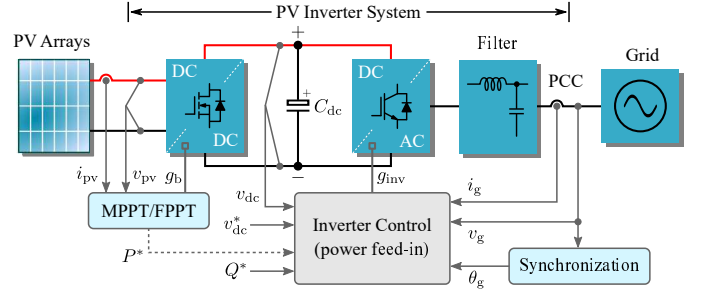 PV Inverter System
PV Arrays
Filter
Grid
PCC
DC
DC
+
+
C_dc
−
DC
AC
i_pv
v_pv
g_b
v_dc
g_inv
i_g
MPPT/FPPT
v*_dc
Inverter Control
(power feed-in)
v_g
P*
Q*
θ_g
Synchronization